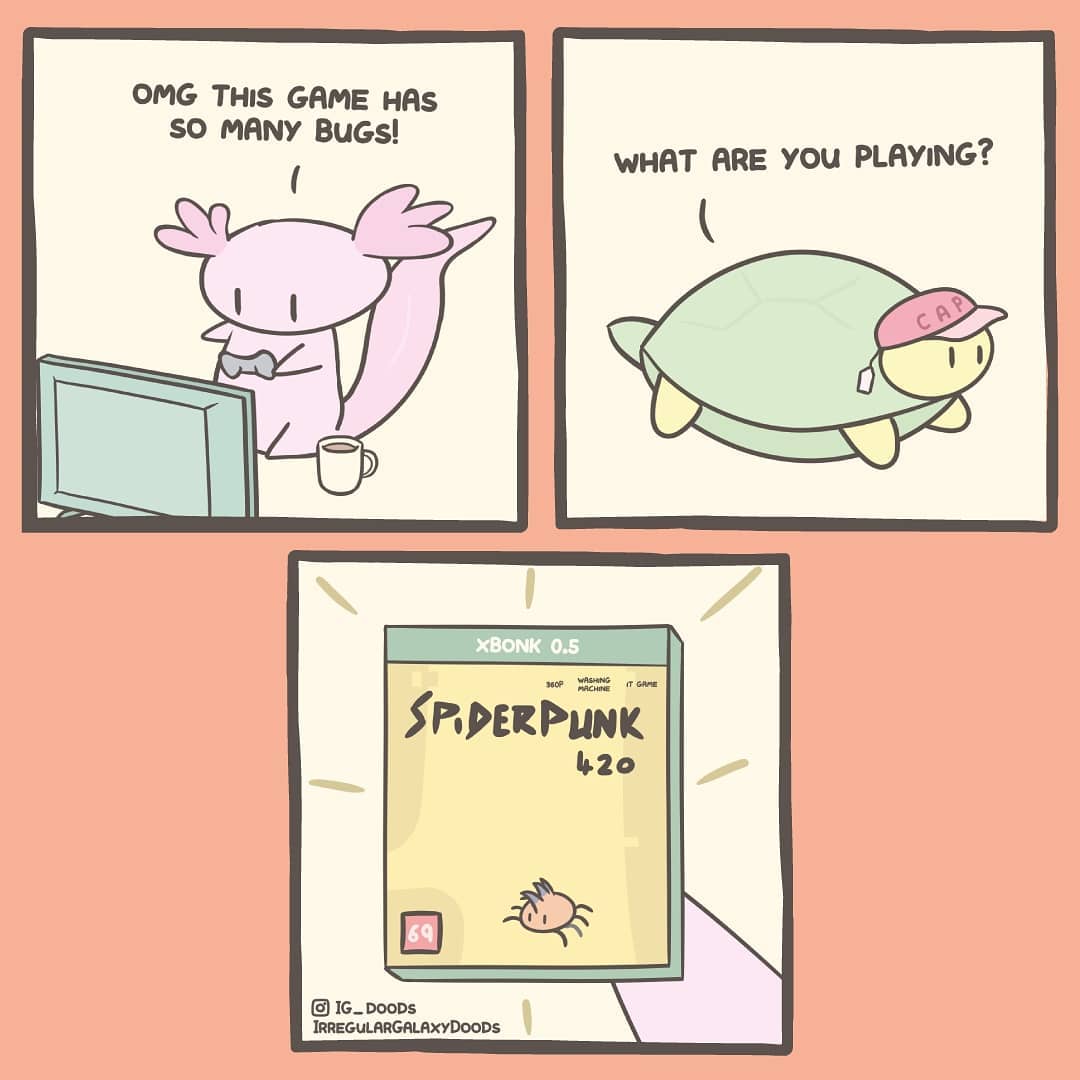 OMG THIS GAME HAS
SO MANY BUGS!
WHAT ARE YOU PLAYING?
CAP
XBONK 0.5
360P WASHING MACHINE IT GAME
SPIDERPUNK
420
69
IG_DOODS
IRREGULARGALAXYDOODS